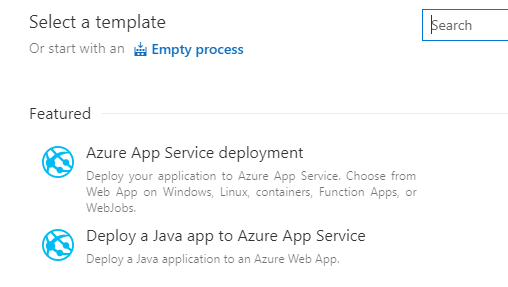 Select a template
Search
Or start with an Empty process
Featured
Azure App Service deployment
Deploy your application to Azure App Service. Choose from
Web App on Windows, Linux, containers, Function Apps, or
WebJobs.
Deploy a Java app to Azure App Service
Deploy a Java application to an Azure Web App.